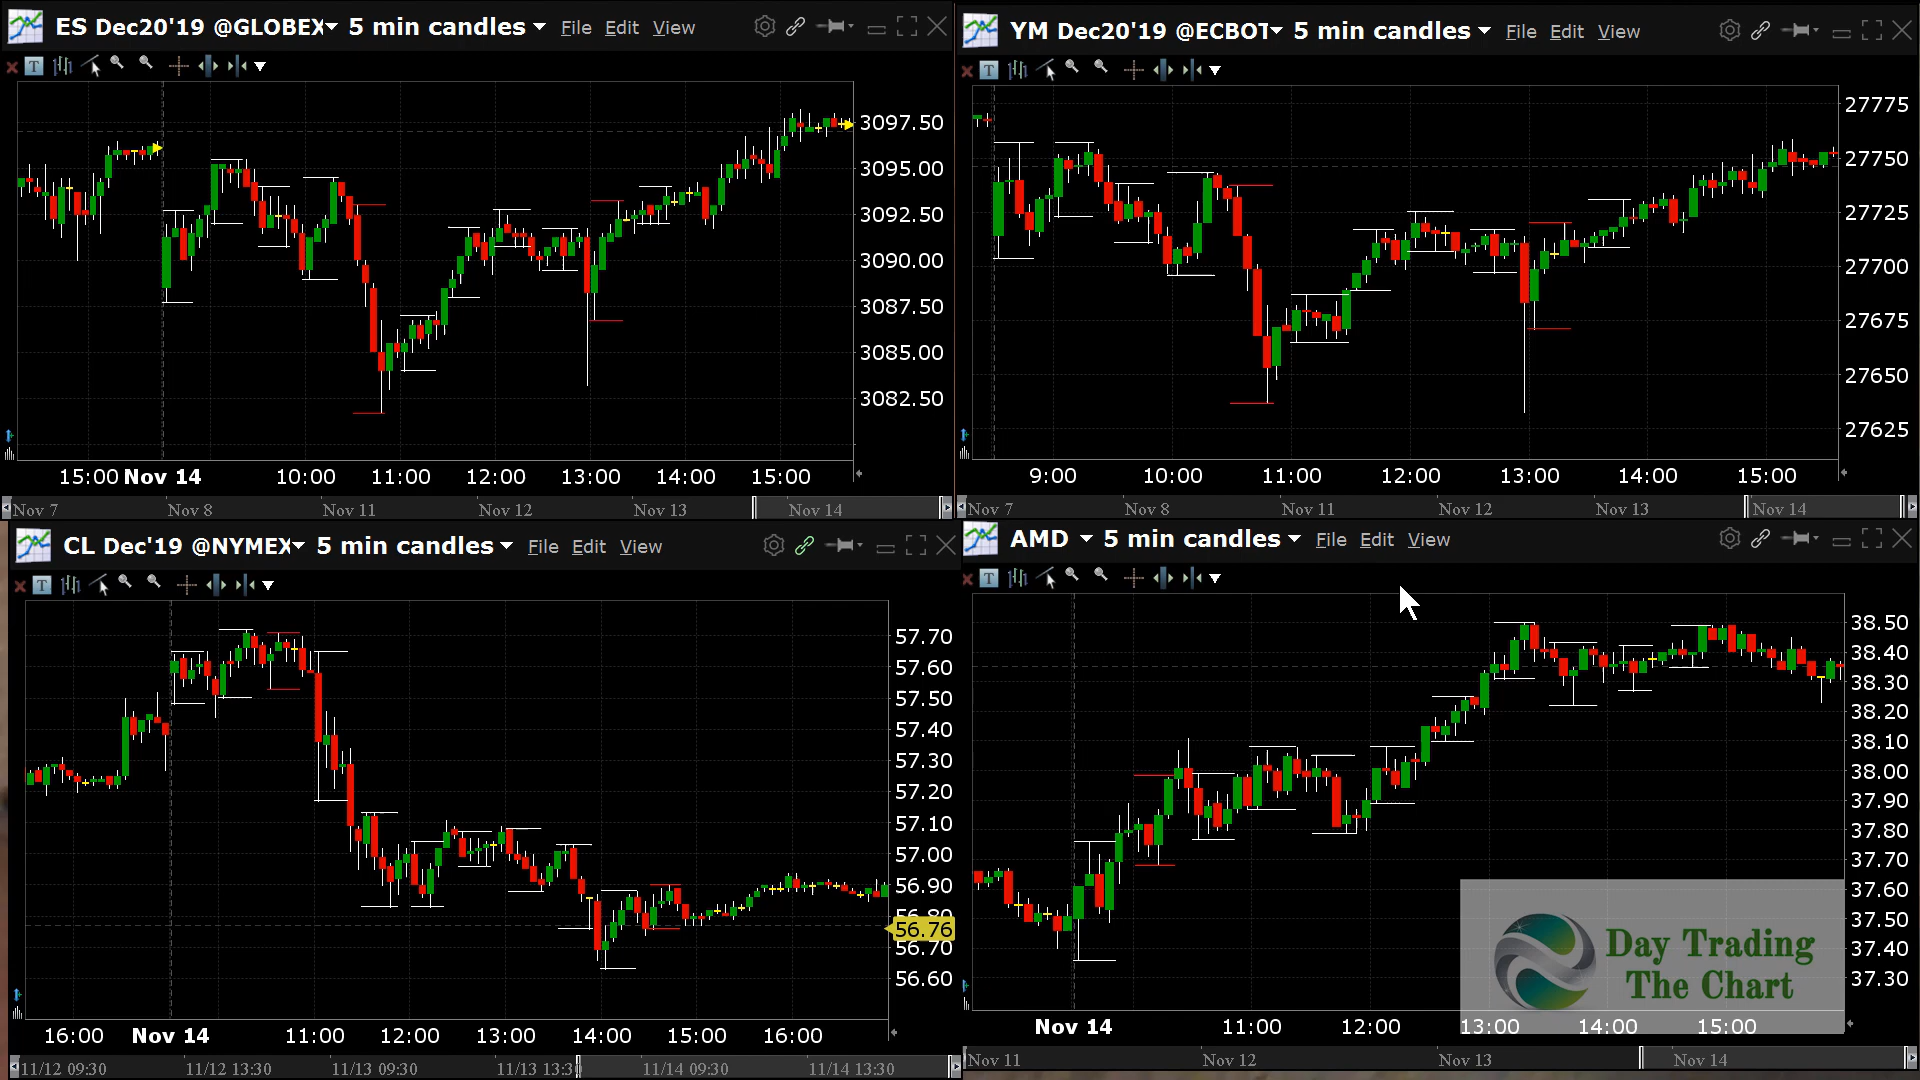 ES Dec20'19 @GLOBEX 5 min candles File Edit View
3097.50
3095.00
3092.50
3090.00
3087.50
3085.00
3082.50
15:00 Nov 14 10:00 11:00 12:00 13:00 14:00 15:00
Nov 7 Nov 8 Nov 11 Nov 12 Nov 13 Nov 14
YM Dec20'19 @ECBOT 5 min candles File Edit View
27775
27750
27725
27700
27675
27650
27625
9:00 10:00 11:00 12:00 13:00 14:00 15:00
Nov 7 Nov 8 Nov 11 Nov 12 Nov 13 Nov 14
CL Dec'19 @NYMEX 5 min candles File Edit View
57.70
57.60
57.50
57.40
57.30
57.20
57.10
57.00
56.90
56.80
56.76
56.70
56.60
16:00 Nov 14 11:00 12:00 13:00 14:00 15:00 16:00
11/12 09:30 11/12 13:30 11/13 09:30 11/13 13:30 11/14 09:30 11/14 13:30
AMD 5 min candles File Edit View
38.50
38.40
38.30
38.20
38.10
38.00
37.90
37.80
37.70
37.60
37.50
37.40
37.30
Day Trading
The Chart
Nov 14 11:00 12:00 13:00 14:00 15:00
Nov 11 Nov 12 Nov 13 Nov 14